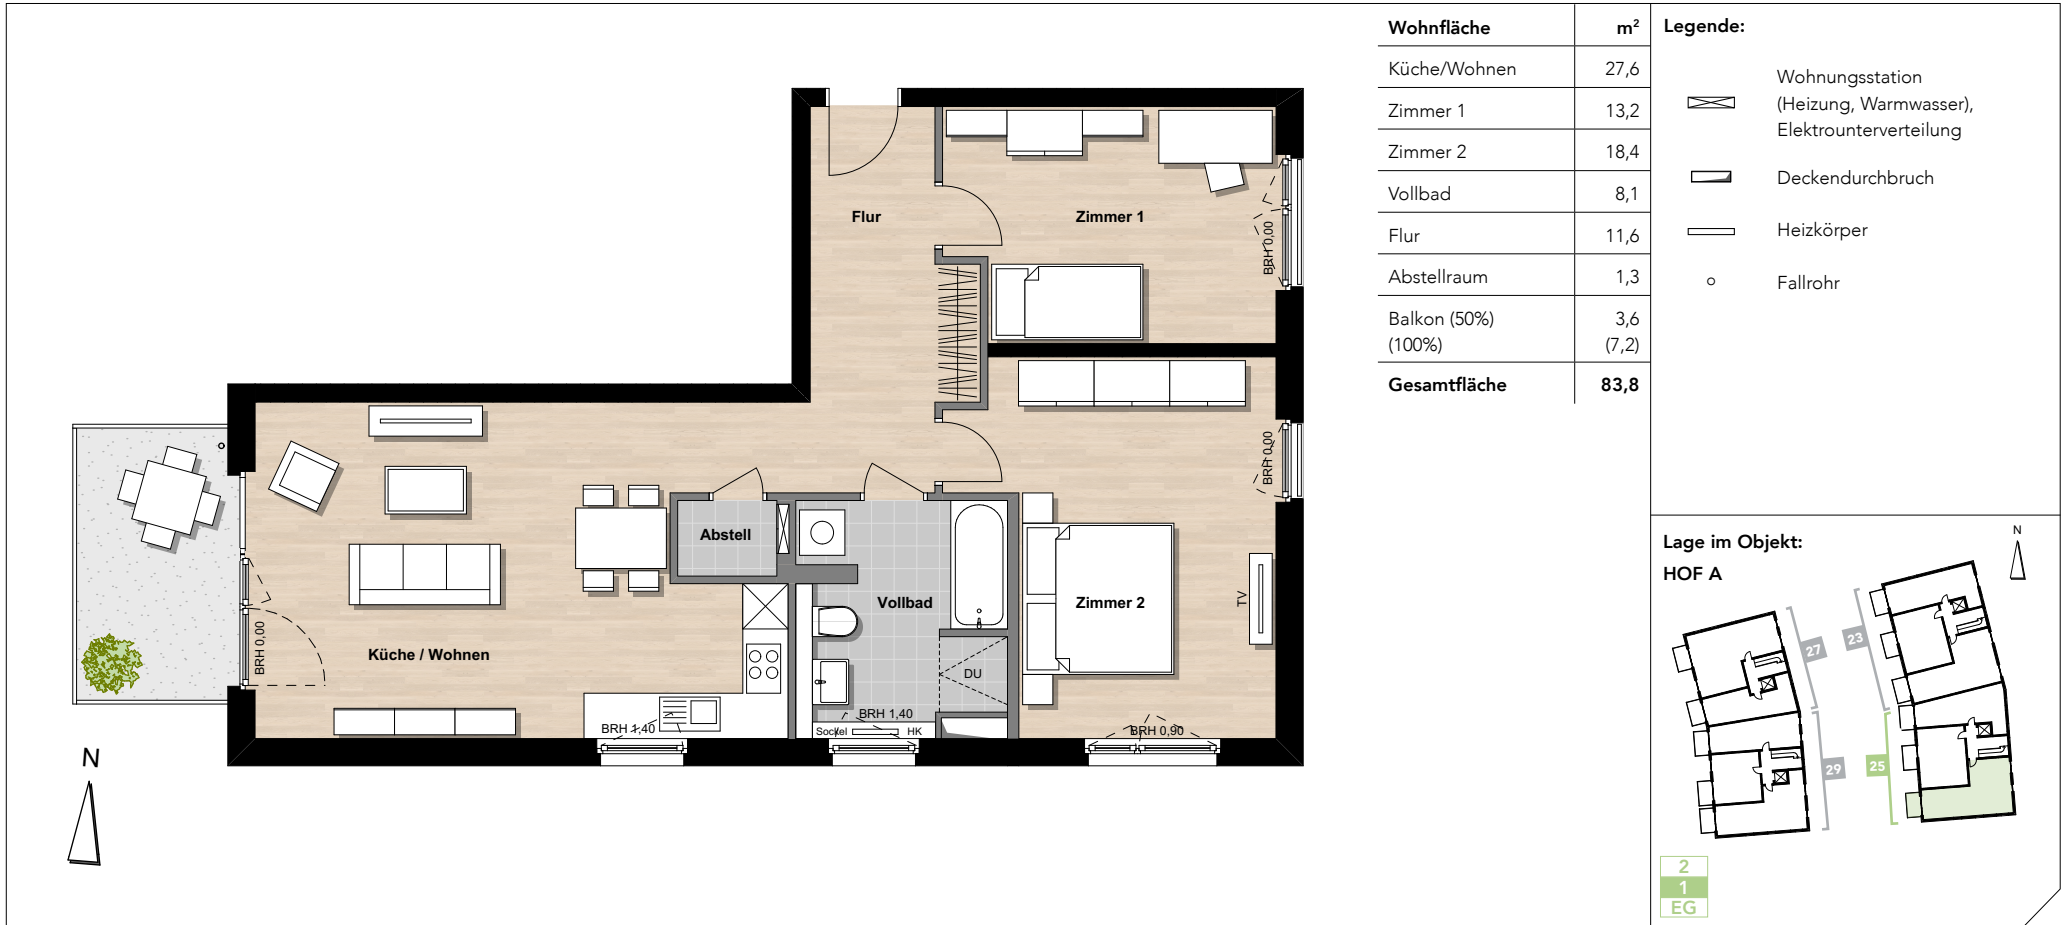 Flur
Zimmer 1
BRH 0,00
BRH 0,00
Abstell
Vollbad
Zimmer 2
TV
DU
Küche / Wohnen
BRH 0,00
BRH 1,40
BRH 1,40
Sockel HK
BRH 0,90
N
Wohnfläche m²
Küche/Wohnen 27,6
Zimmer 1 13,2
Zimmer 2 18,4
Vollbad 8,1
Flur 11,6
Abstellraum 1,3
Balkon (50%) 3,6
(100%) (7,2)
Gesamtfläche 83,8
Legende:
Wohnungsstation
(Heizung, Warmwasser),
Elektrounterverteilung
Deckendurchbruch
Heizkörper
Fallrohr
Lage im Objekt:
HOF A
N
27
23
29
25
2
1
EG